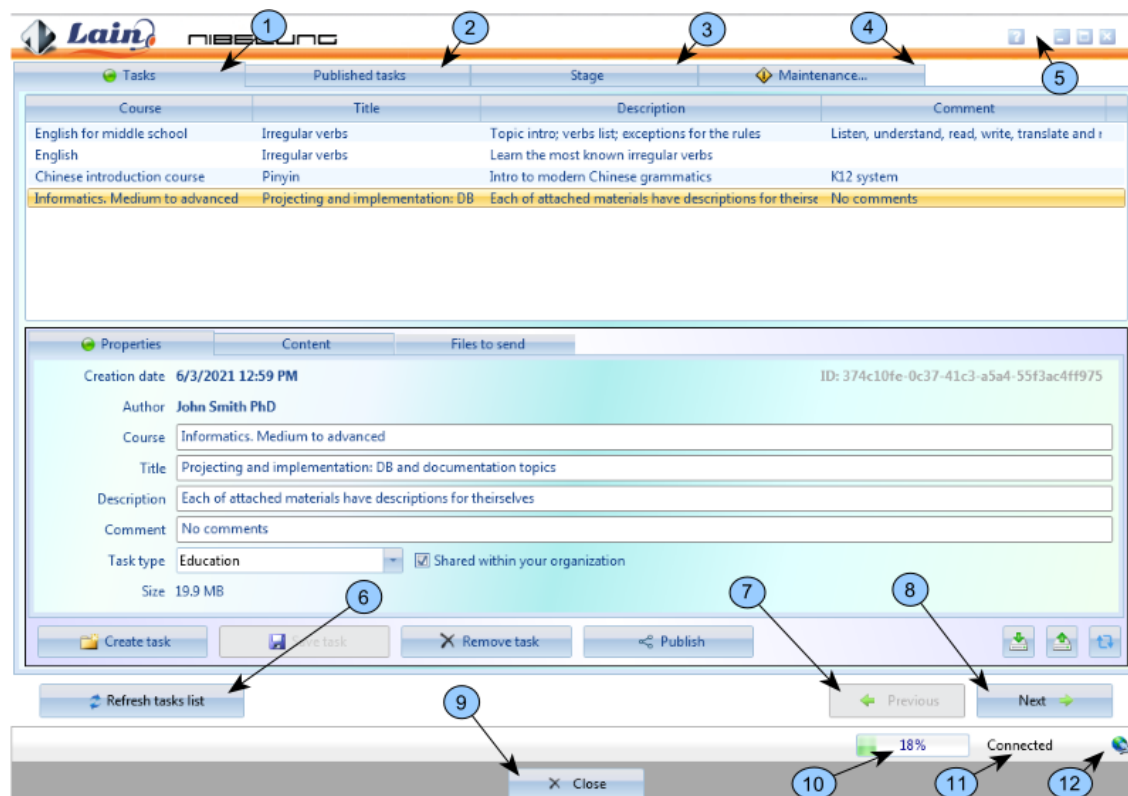 1 2 3 4 5
Lain NIBELUNG ?
Tasks Published tasks Stage Maintenance...
Course Title Description Comment
English for middle school Irregular verbs Topic intro; verbs list; exceptions for the rules Listen, understand, read, write, translate and
English Irregular verbs Learn the most known irregular verbs
Chinese introduction course Pinyin Intro to modern Chinese grammatics K12 system
Informatics. Medium to advanced Projecting and implementation: DB Each of attached materials have descriptions for theirse No comments
Properties Content Files to send
Creation date 6/3/2021 12:59 PM ID: 374c10fe-0c37-41c3-a5a4-55f3ac4ff975
Author John Smith PhD
Course Informatics. Medium to advanced
Title Projecting and implementation: DB and documentation topics
Description Each of attached materials have descriptions for theirselves
Comment No comments
Task type Education Shared within your organization
Size 19.9 MB
6 7 8
Create task Save task Remove task Publish
Refresh tasks list Previous Next
9
18% Connected
Close
10 11 12